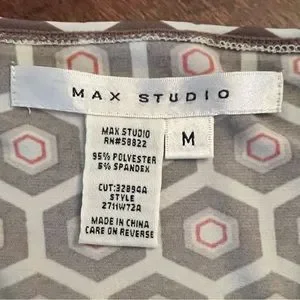 MAX STUDIO
MAX STUDIO
RN#58822
95% POLYESTER
5% SPANDEX
CUT:32894A
STYLE
2711W72A
MADE IN CHINA
CARE ON REVERSE
M